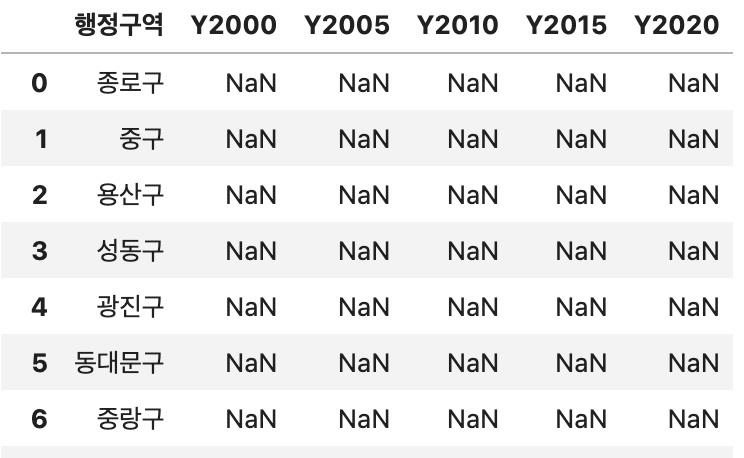 행정구역 Y2000 Y2005 Y2010 Y2015 Y2020
0 종로구 NaN NaN NaN NaN NaN
1 중구 NaN NaN NaN NaN NaN
2 용산구 NaN NaN NaN NaN NaN
3 성동구 NaN NaN NaN NaN NaN
4 광진구 NaN NaN NaN NaN NaN
5 동대문구 NaN NaN NaN NaN NaN
6 중랑구 NaN NaN NaN NaN NaN